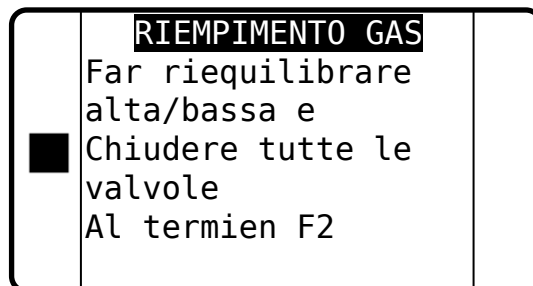 RIEMPIMENTO GAS
Far riequilibrare
alta/bassa e
Chiudere tutte le
valvole
Al termien F2